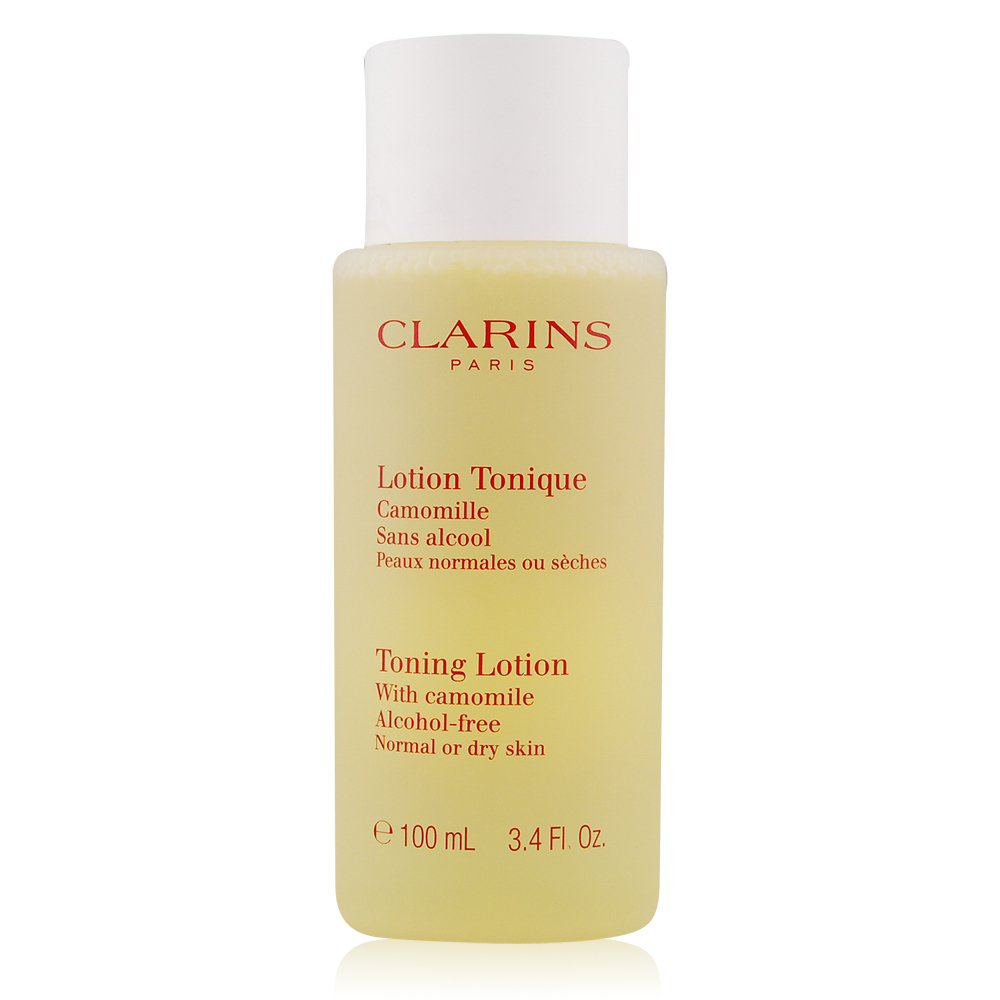 CLARINS
PARIS
Lotion Tonique
Camomille
Sans alcool
Peaux normales ou sèches
Toning Lotion
With camomile
Alcohol-free
Normal or dry skin
℮ 100 mL 3.4 Fl. Oz.